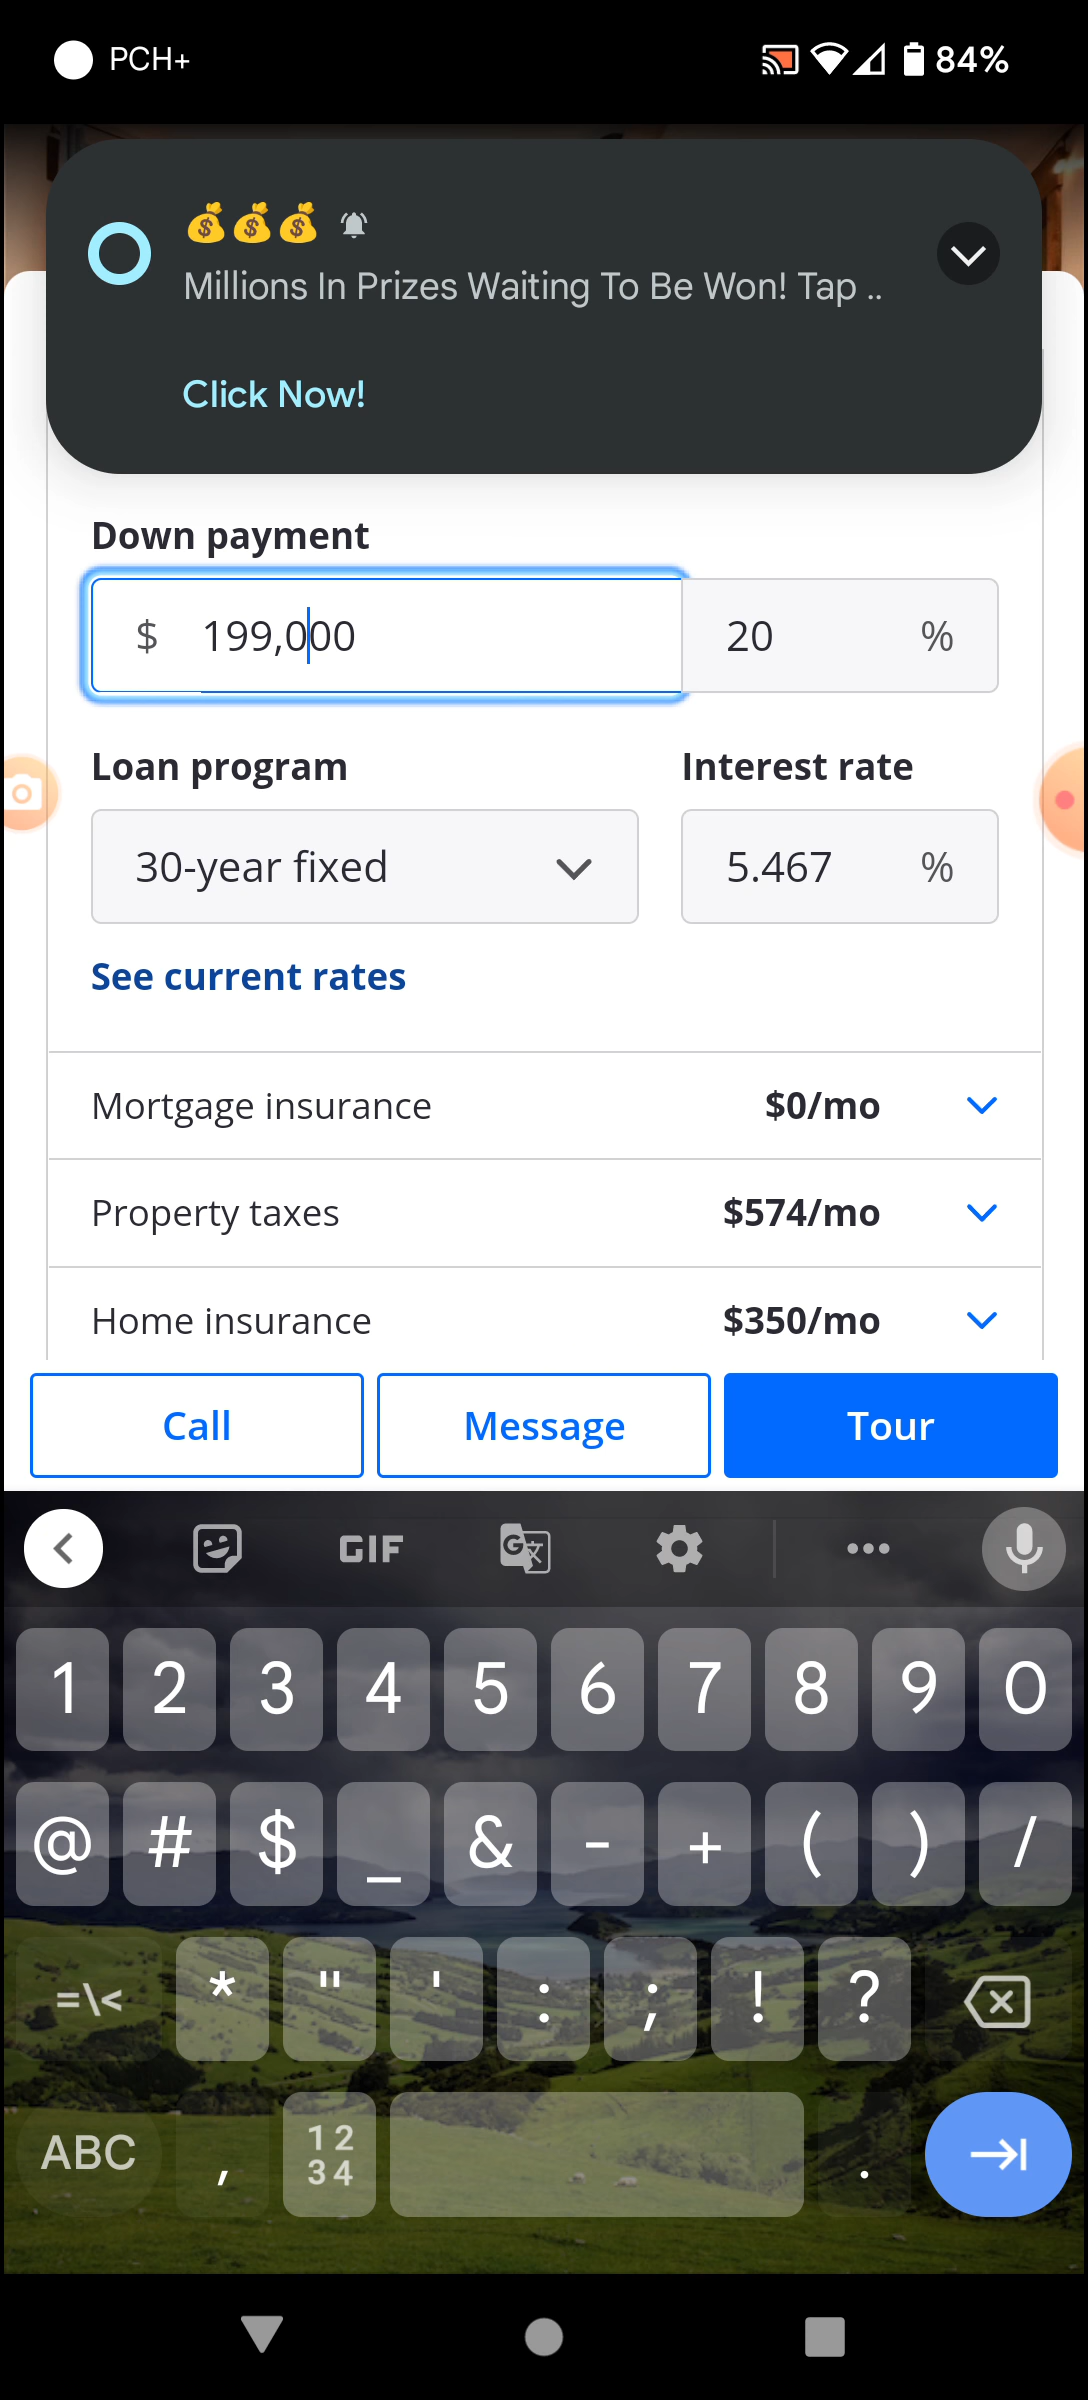 PCH+ 84%
💰💰💰
Millions In Prizes Waiting To Be Won! Tap ..
Click Now!
Down payment
$ 199,000 20 %
Loan program Interest rate
30-year fixed 5.467 %
See current rates
Mortgage insurance $0/mo
Property taxes $574/mo
Home insurance $350/mo
Call Message Tour
GIF G文
1 2 3 4 5 6 7 8 9 0
@ # $ _ & - + ( ) /
=\< * " ' : ; ! ?
ABC , 12 .
34